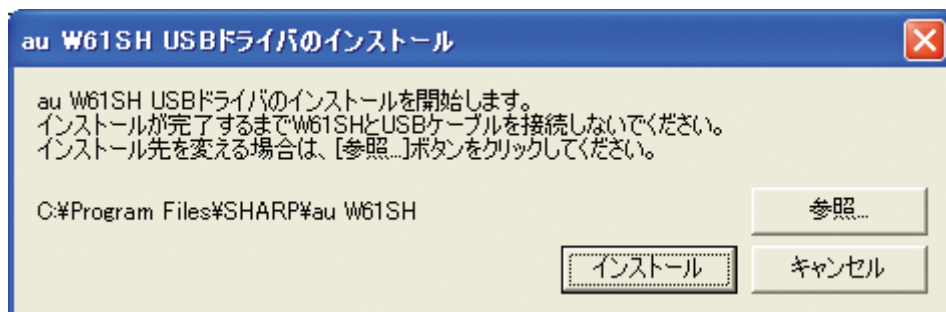 au W61SH USBドライバのインストール
au W61SH USBドライバのインストールを開始します。
インストールが完了するまでW61SHとUSBケーブルを接続しないでください。
インストール先を変える場合は、[参照...]ボタンをクリックしてください。
C:¥Program Files¥SHARP¥au W61SH
参照...
インストール
キャンセル